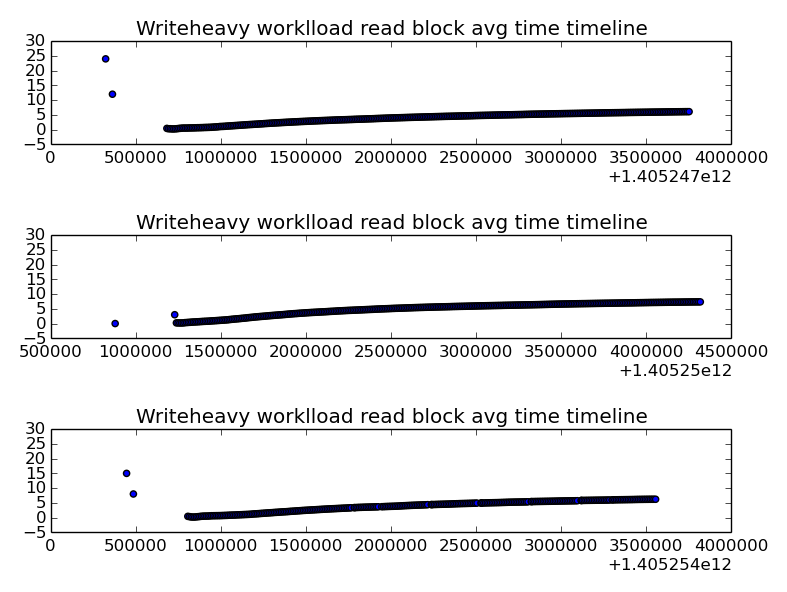 Writeheavy worklload read block avg time timeline
30
25
20
15
10
5
0
−5
0 500000 1000000 1500000 2000000 2500000 3000000 3500000 4000000
+1.405247e12
Writeheavy worklload read block avg time timeline
30
25
20
15
10
5
0
−5
500000 1000000 1500000 2000000 2500000 3000000 3500000 4000000 4500000
+1.40525e12
Writeheavy worklload read block avg time timeline
30
25
20
15
10
5
0
−5
0 500000 1000000 1500000 2000000 2500000 3000000 3500000 4000000
+1.405254e12